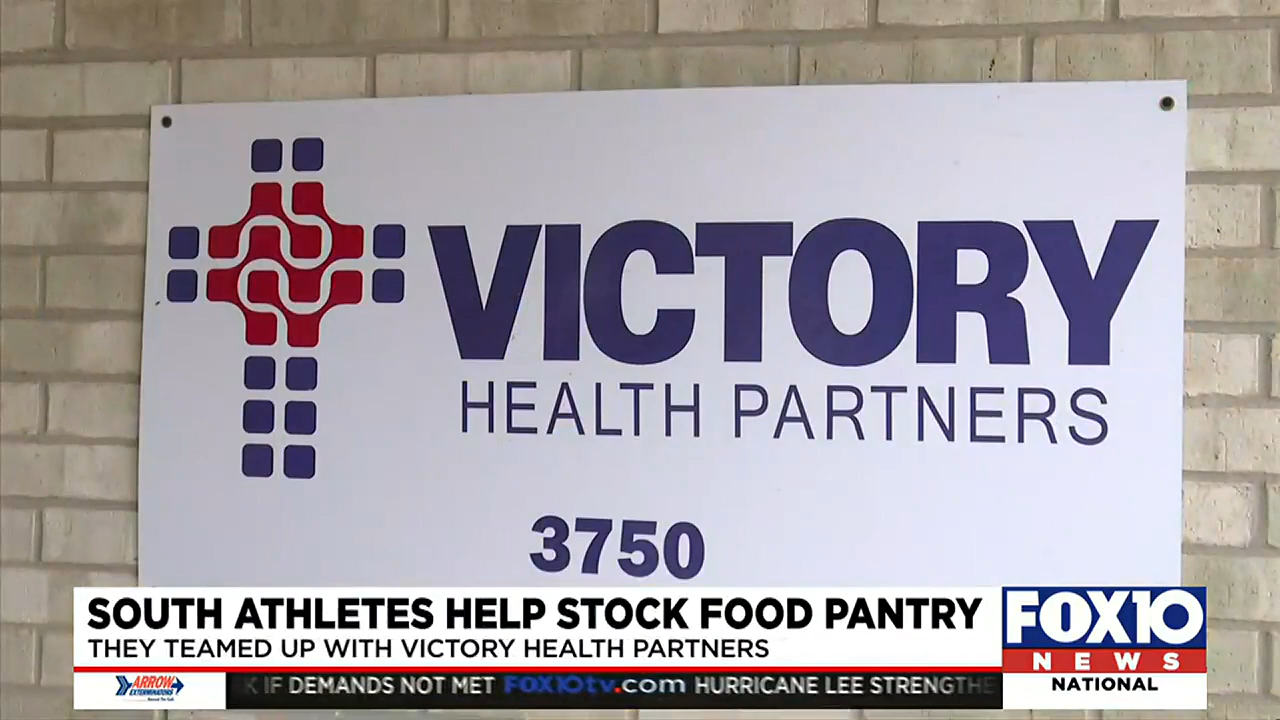 VICTORY
HEALTH PARTNERS
3750
SOUTH ATHLETES HELP STOCK FOOD PANTRY
THEY TEAMED UP WITH VICTORY HEALTH PARTNERS
FOX10
NEWS
NATIONAL
ARROW
EXTERMINATORS
K IF DEMANDS NOT MET FOX10tv.com HURRICANE LEE STRENGTHE